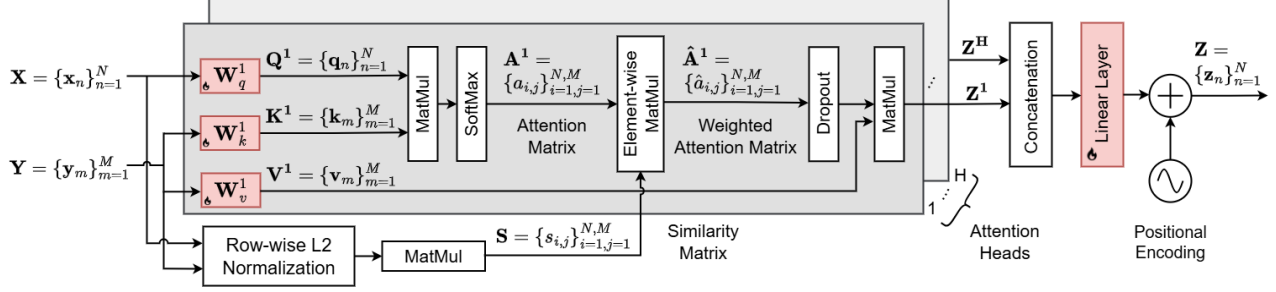 X = {x_n}_{n=1}^N
Y = {y_m}_{m=1}^M
W_q^1
W_k^1
W_v^1
Q^1 = {q_n}_{n=1}^N
K^1 = {k_m}_{m=1}^M
V^1 = {v_m}_{m=1}^M
MatMul
SoftMax
A^1 =
{a_{i,j}}_{i=1,j=1}^{N,M}
Attention
Matrix
Element-wise
MatMul
Â^1 =
{â_{i,j}}_{i=1,j=1}^{N,M}
Weighted
Attention Matrix
Dropout
MatMul
⋮
Z^H
Z^1
Concatenation
Linear Layer
Z =
{z_n}_{n=1}^N
H
⋮
1
Attention
Heads
Positional
Encoding
Row-wise L2
Normalization
MatMul
S = {s_{i,j}}_{i=1,j=1}^{N,M}
Similarity
Matrix